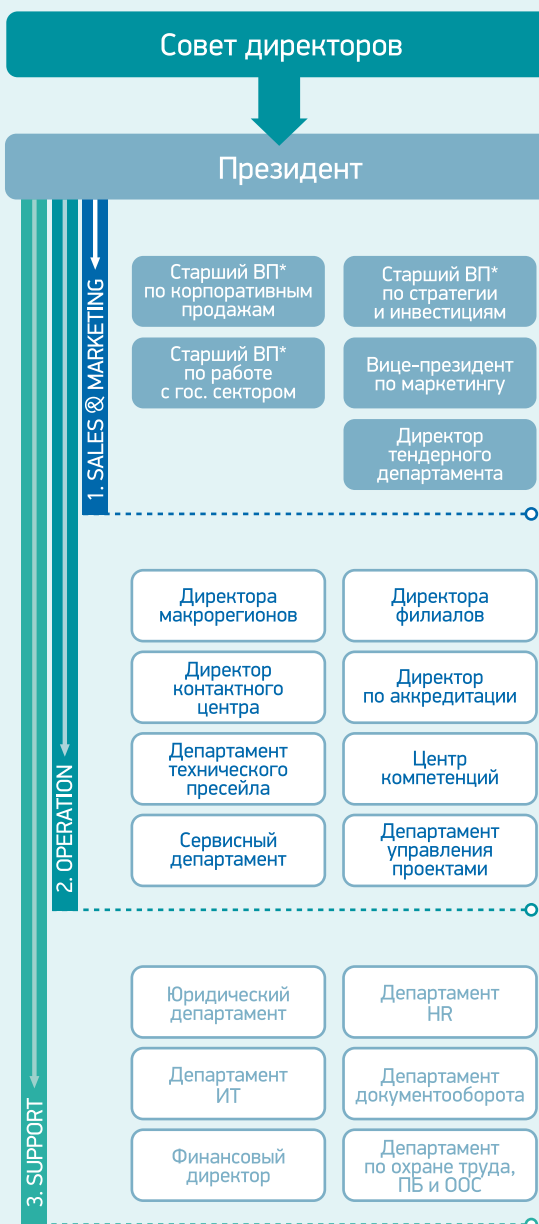 Совет директоров
Президент
1. SALES & MARKETING
Старший ВП*
по корпоративным
продажам
Старший ВП*
по стратегии
и инвестициям
Старший ВП*
по работе
с гос. сектором
Вице-президент
по маркетингу
Директор
тендерного
департамента
2. OPERATION
Директора
макрорегионов
Директора
филиалов
Директор
контактного
центра
Директор
по аккредитации
Департамент
технического
пресейла
Центр
компетенций
Сервисный
департамент
Департамент
управления
проектами
3. SUPPORT
Юридический
департамент
Департамент
HR
Департамент
ИТ
Департамент
документооборота
Финансовый
директор
Департамент
по охране труда,
ПБ и ООС